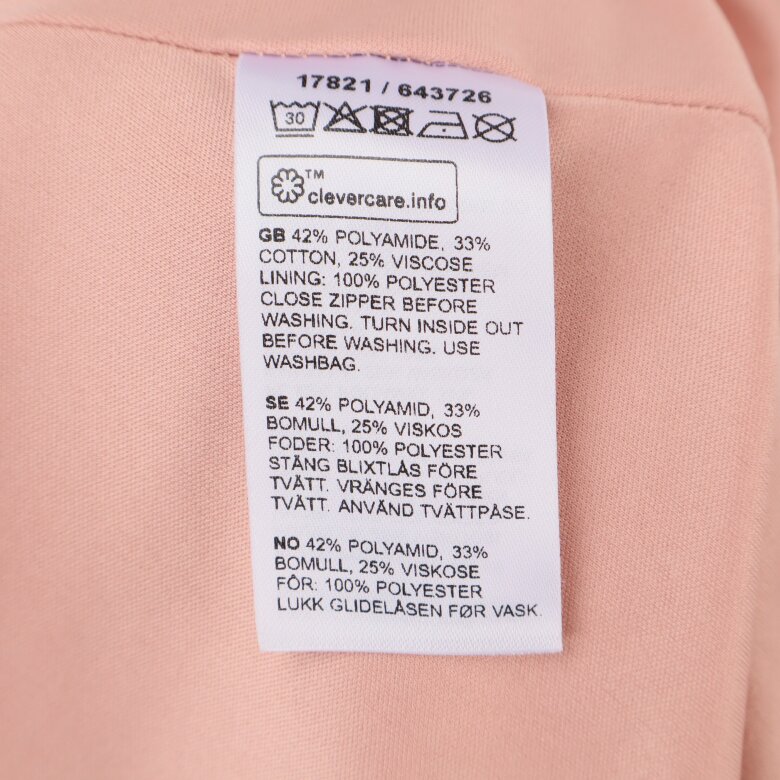 17821 / 643726
30
TM
clevercare.info
GB 42% POLYAMIDE, 33%
COTTON, 25% VISCOSE
LINING: 100% POLYESTER
CLOSE ZIPPER BEFORE
WASHING. TURN INSIDE OUT
BEFORE WASHING. USE
WASHBAG.
SE 42% POLYAMID, 33%
BOMULL, 25% VISKOS
FODER: 100% POLYESTER
STÄNG BLIXTLÅS FÖRE
TVÄTT. VRÄNGES FÖRE
TVÄTT. ANVÄND TVÄTTPÅSE.
NO 42% POLYAMID, 33%
BOMULL, 25% VISKOSE
FÔR: 100% POLYESTER
LUKK GLIDELÅSEN FØR VASK.